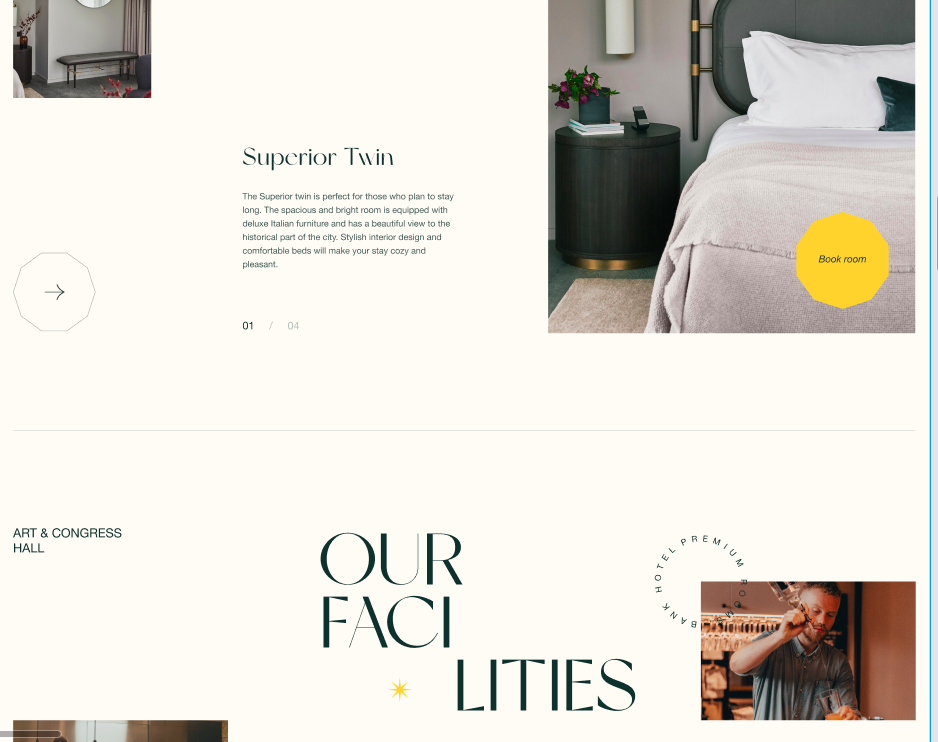 Superior Twin
The Superior twin is perfect for those who plan to stay
long. The spacious and bright room is equipped with
deluxe Italian furniture and has a beautiful view to the
historical part of the city. Stylish interior design and
comfortable beds will make your stay cozy and
pleasant.
Book room
01 / 04
ART & CONGRESS
HALL
OUR
FACI
LITIES
HOTEL PREMIUM ROOMS BANK